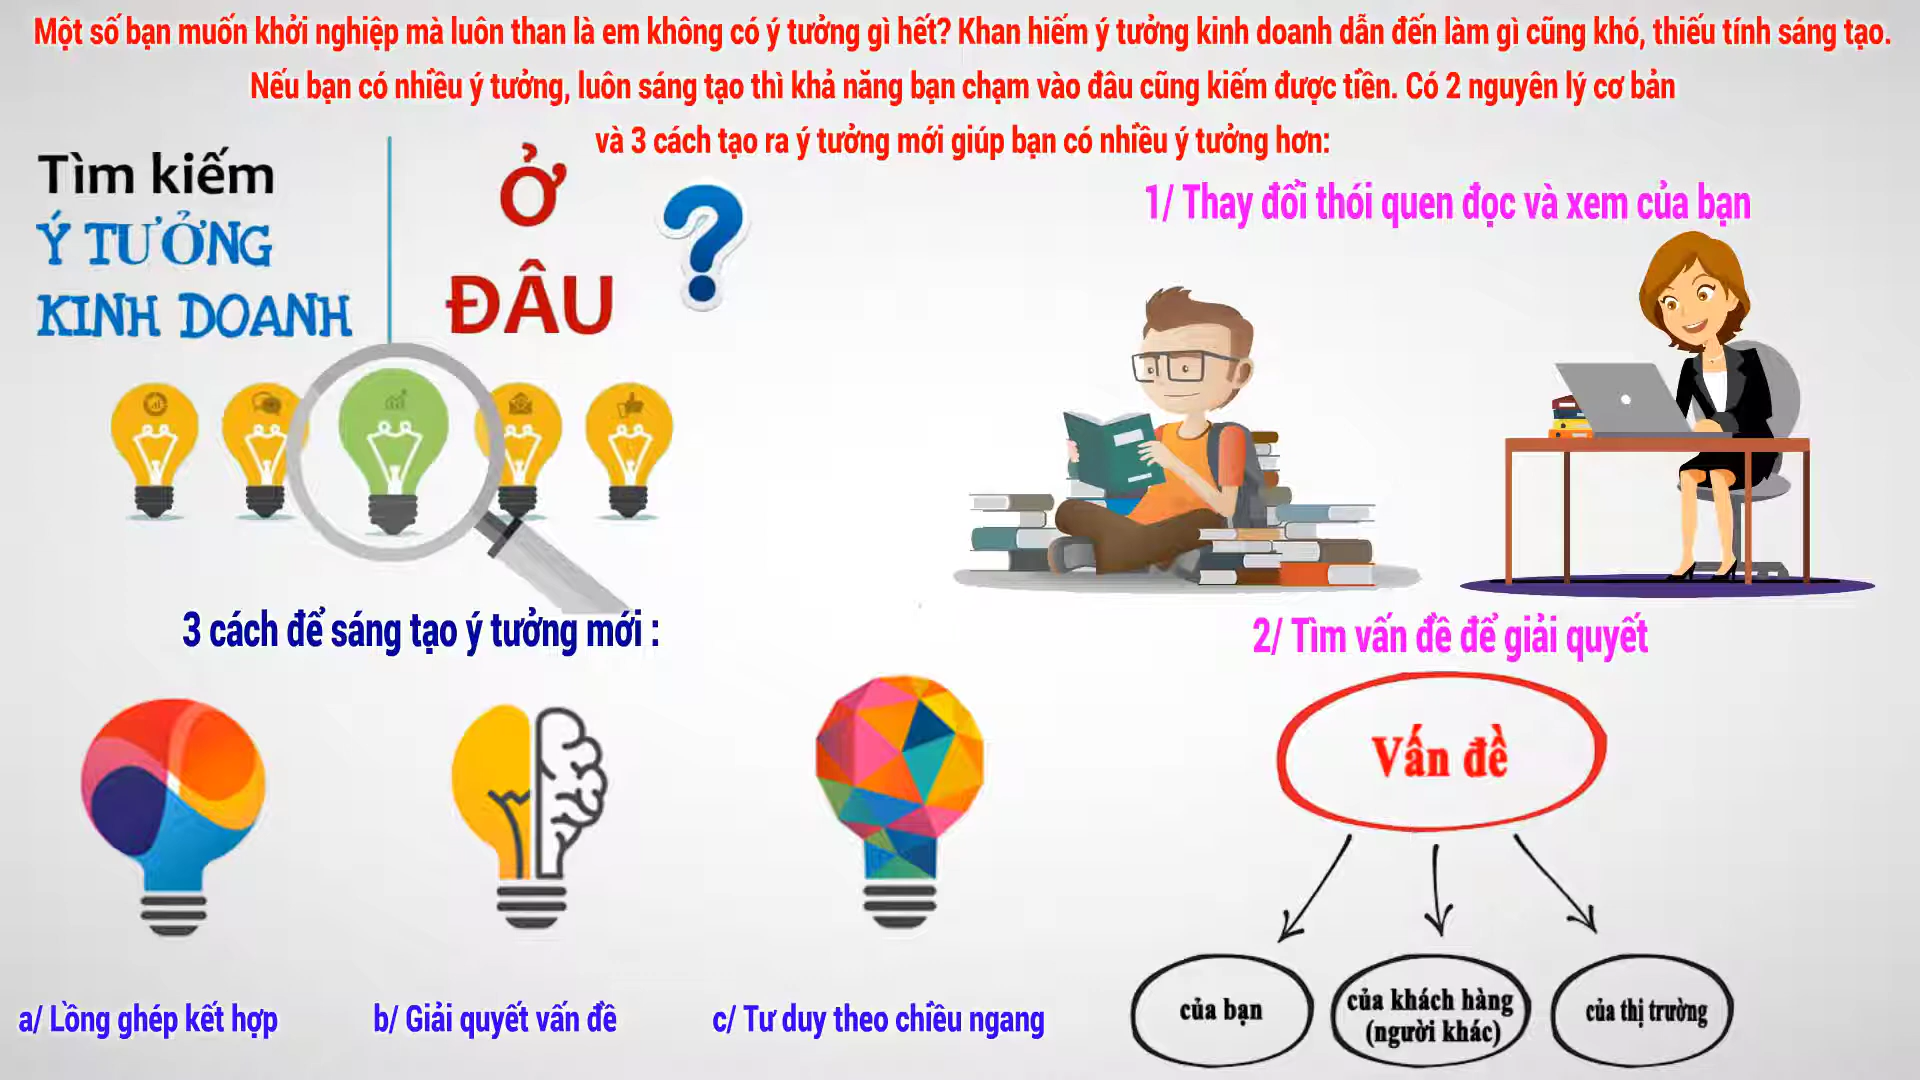 Một số bạn muốn khởi nghiệp mà luôn than là em không có ý tưởng gì hết? Khan hiếm ý tưởng kinh doanh dẫn đến làm gì cũng khó, thiếu tính sáng tạo.
Nếu bạn có nhiều ý tưởng, luôn sáng tạo thì khả năng bạn chạm vào đâu cũng kiếm được tiền. Có 2 nguyên lý cơ bản
và 3 cách tạo ra ý tưởng mới giúp bạn có nhiều ý tưởng hơn:
Tìm kiếm
Ý TƯỞNG
KINH DOANH
Ở
ĐÂU
?
1/ Thay đổi thói quen đọc và xem của bạn
3 cách để sáng tạo ý tưởng mới :
a/ Lồng ghép kết hợp
b/ Giải quyết vấn đề
c/ Tư duy theo chiều ngang
2/ Tìm vấn đề để giải quyết
Vấn đề
của bạn
của khách hàng
(người khác)
của thị trường